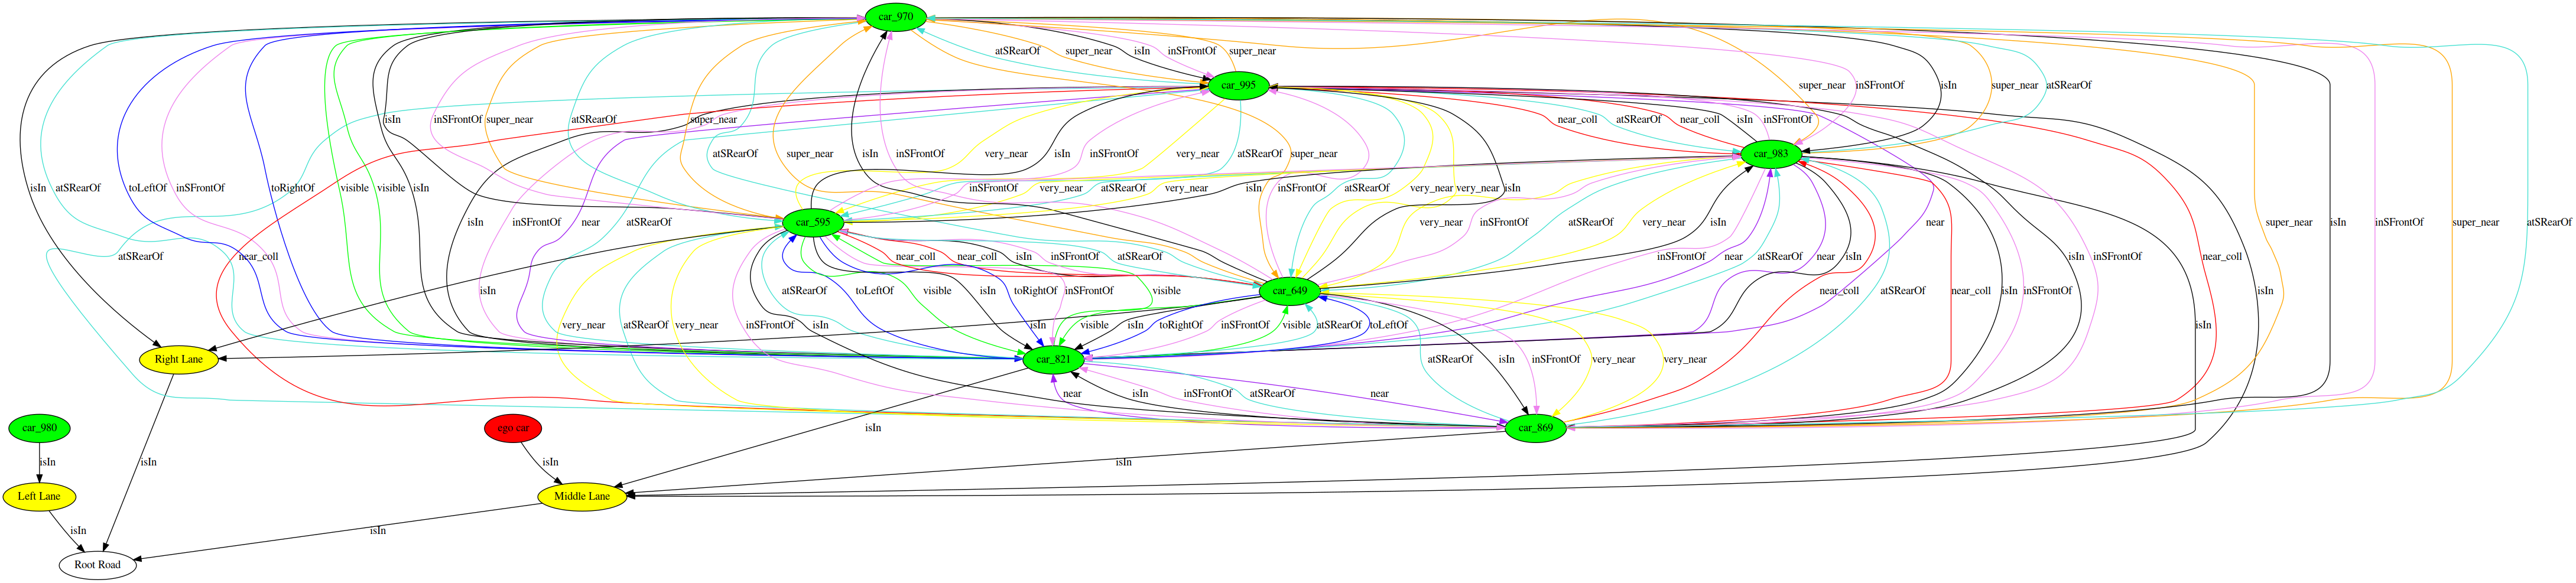 car_970
atSRearOf super_near isIn inSFrontOf super_near
car_995
super_near inSFrontOf isIn super_near atSRearOf
isIn inSFrontOf super_near atSRearOf super_near near_coll atSRearOf near_coll isIn inSFrontOf
atSRearOf super_near isIn inSFrontOf super_near very_near very_near isIn inSFrontOf atSRearOf
car_983
isIn atSRearOf toLeftOf inSFrontOf toRightOf visible visible isIn inSFrontOf very_near atSRearOf very_near inSFrontOf atSRearOf very_near very_near isIn
car_595
isIn inSFrontOf near atSRearOf very_near inSFrontOf atSRearOf very_near isIn near super_near isIn inSFrontOf super_near atSRearOf
atSRearOf near_coll near_coll near_coll isIn inSFrontOf atSRearOf inSFrontOf near atSRearOf near isIn isIn inSFrontOf near_coll
isIn atSRearOf toLeftOf visible isIn toRightOf inSFrontOf visible car_649 near_coll atSRearOf near_coll isIn inSFrontOf isIn
very_near atSRearOf very_near inSFrontOf isIn isIn visible isIn toRightOf inSFrontOf visible atSRearOf toLeftOf isIn
Right Lane car_821 atSRearOf isIn inSFrontOf very_near very_near
near isIn inSFrontOf atSRearOf near
car_980 ego car isIn car_869
isIn isIn isIn isIn
Left Lane Middle Lane
isIn isIn
Root Road